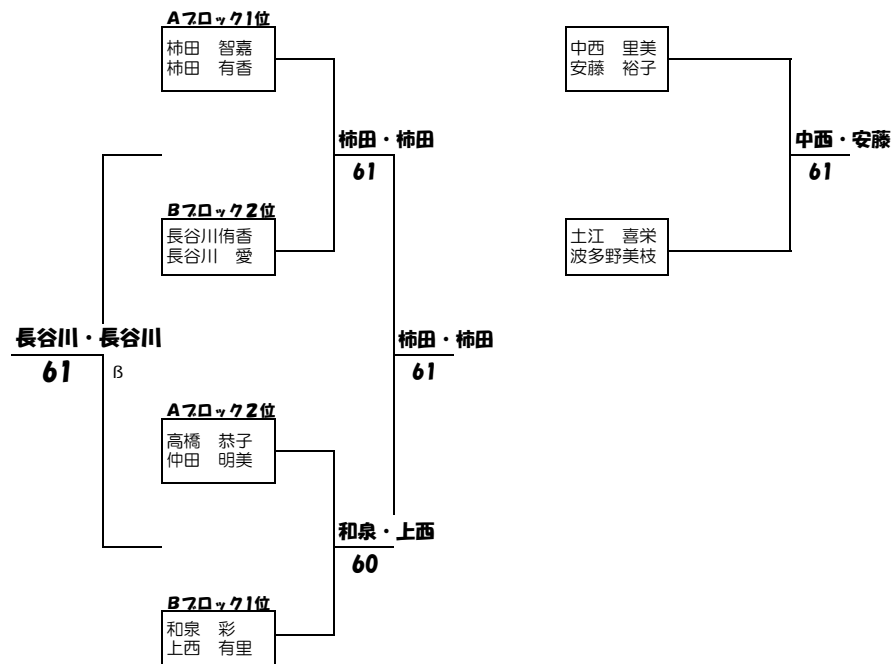 Aブロック1位
柿田　智嘉
柿田　有香
中西　里美
安藤　裕子
柿田・柿田
61
中西・安藤
61
Bブロック2位
長谷川侑香
長谷川　愛
土江　喜栄
波多野美枝
長谷川・長谷川
61
ß
柿田・柿田
61
Aブロック2位
高橋　恭子
仲田　明美
和泉・上西
60
Bブロック1位
和泉　彩
上西　有里